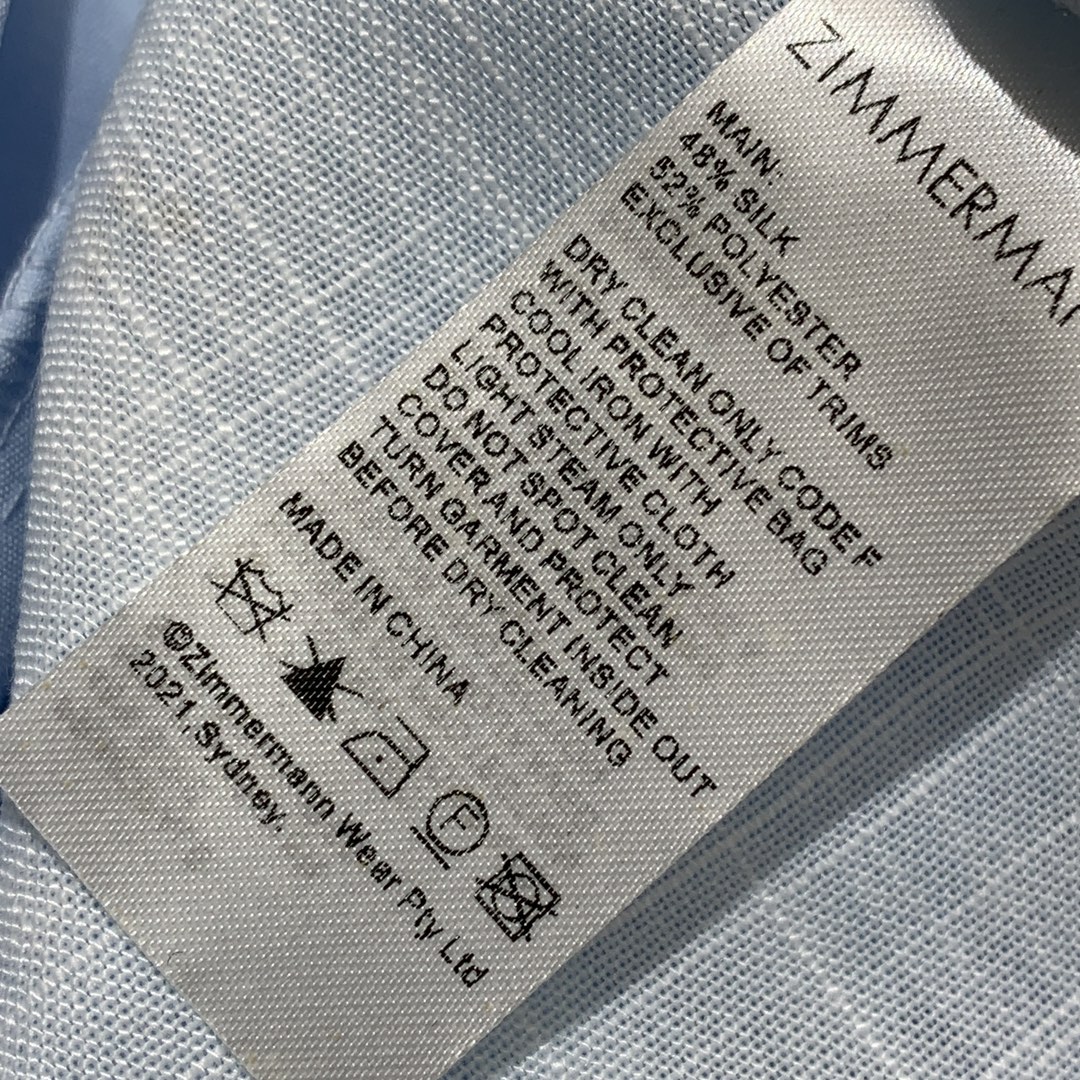 ZIMMERMAN
MAIN:
48% SILK
52% POLYESTER
EXCLUSIVE OF TRIMS
DRY CLEAN ONLY CODE F
WITH PROTECTIVE BAG
COOL IRON WITH
PROTECTIVE CLOTH
LIGHT STEAM ONLY
DO NOT SPOT CLEAN
COVER AND PROTECT
TURN GARMENT INSIDE OUT
BEFORE DRY CLEANING
MADE IN CHINA
F
©Zimmermann Wear Pty Ltd
2021.Sydney.